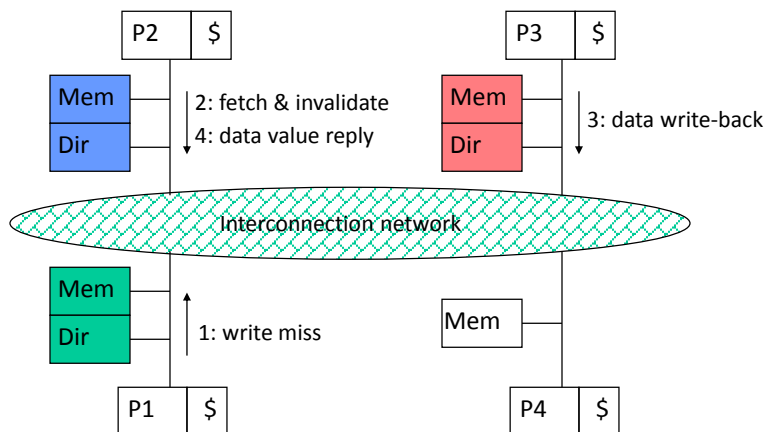 P2 $
P3 $
Mem
Dir
2: fetch & invalidate
4: data value reply
Mem
Dir
3: data write-back
Interconnection network
Mem
Dir
1: write miss
Mem
P1 $
P4 $